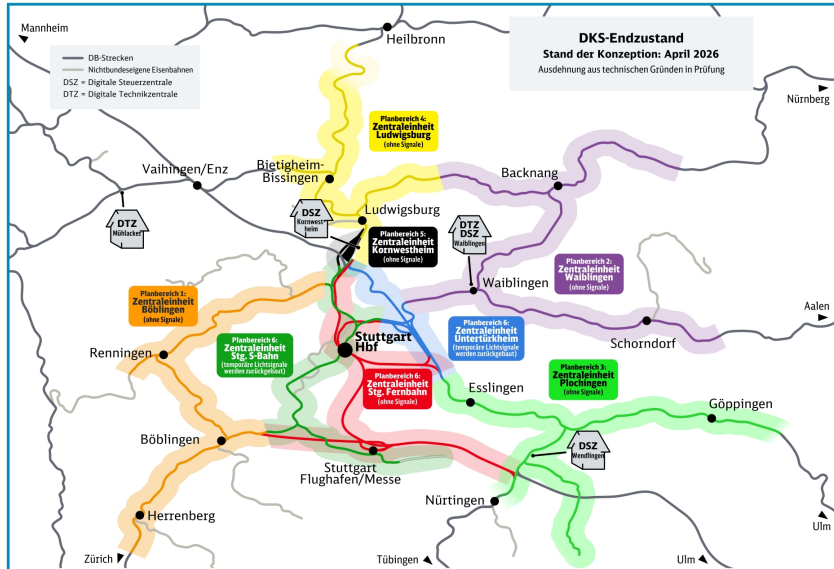 Mannheim
DB-Strecken
Nichtbundeseigene Eisenbahnen
DSZ = Digitale Steuerzentrale
DTZ = Digitale Technikzentrale
Heilbronn
DKS-Endzustand
Stand der Konzeption: April 2026
Ausdehnung aus technischen Gründen in Prüfung
Nürnberg
Planbereich 4:
Zentraleinheit
Ludwigsburg
(ohne Signale)
Vaihingen/Enz
Bietigheim-
Bissingen
Backnang
DTZ
Mühlacker
DSZ
Kornwest-
heim
Ludwigsburg
DTZ
DSZ
Waiblingen
Planbereich 5:
Zentraleinheit
Kornwestheim
(ohne Signale)
Planbereich 2:
Zentraleinheit
Waiblingen
(ohne Signale)
Waiblingen
Planbereich 1:
Zentraleinheit
Böblingen
(ohne Signale)
Aalen
Renningen
Planbereich 6:
Zentraleinheit
Stg. S-Bahn
(temporäre Lichtsignale
werden zurückgebaut)
Stuttgart
Hbf
Planbereich 6:
Zentraleinheit
Untertürkheim
(temporäre Lichtsignale
werden zurückgebaut)
Schorndorf
Planbereich 6:
Zentraleinheit
Stg. Fernbahn
(ohne Signale)
Esslingen
Planbereich 3:
Zentraleinheit
Plochingen
(ohne Signale)
Göppingen
Böblingen
Stuttgart
Flughafen/Messe
DSZ
Wendlingen
Nürtingen
Herrenberg
Ulm
Zürich
Tübingen
Ulm